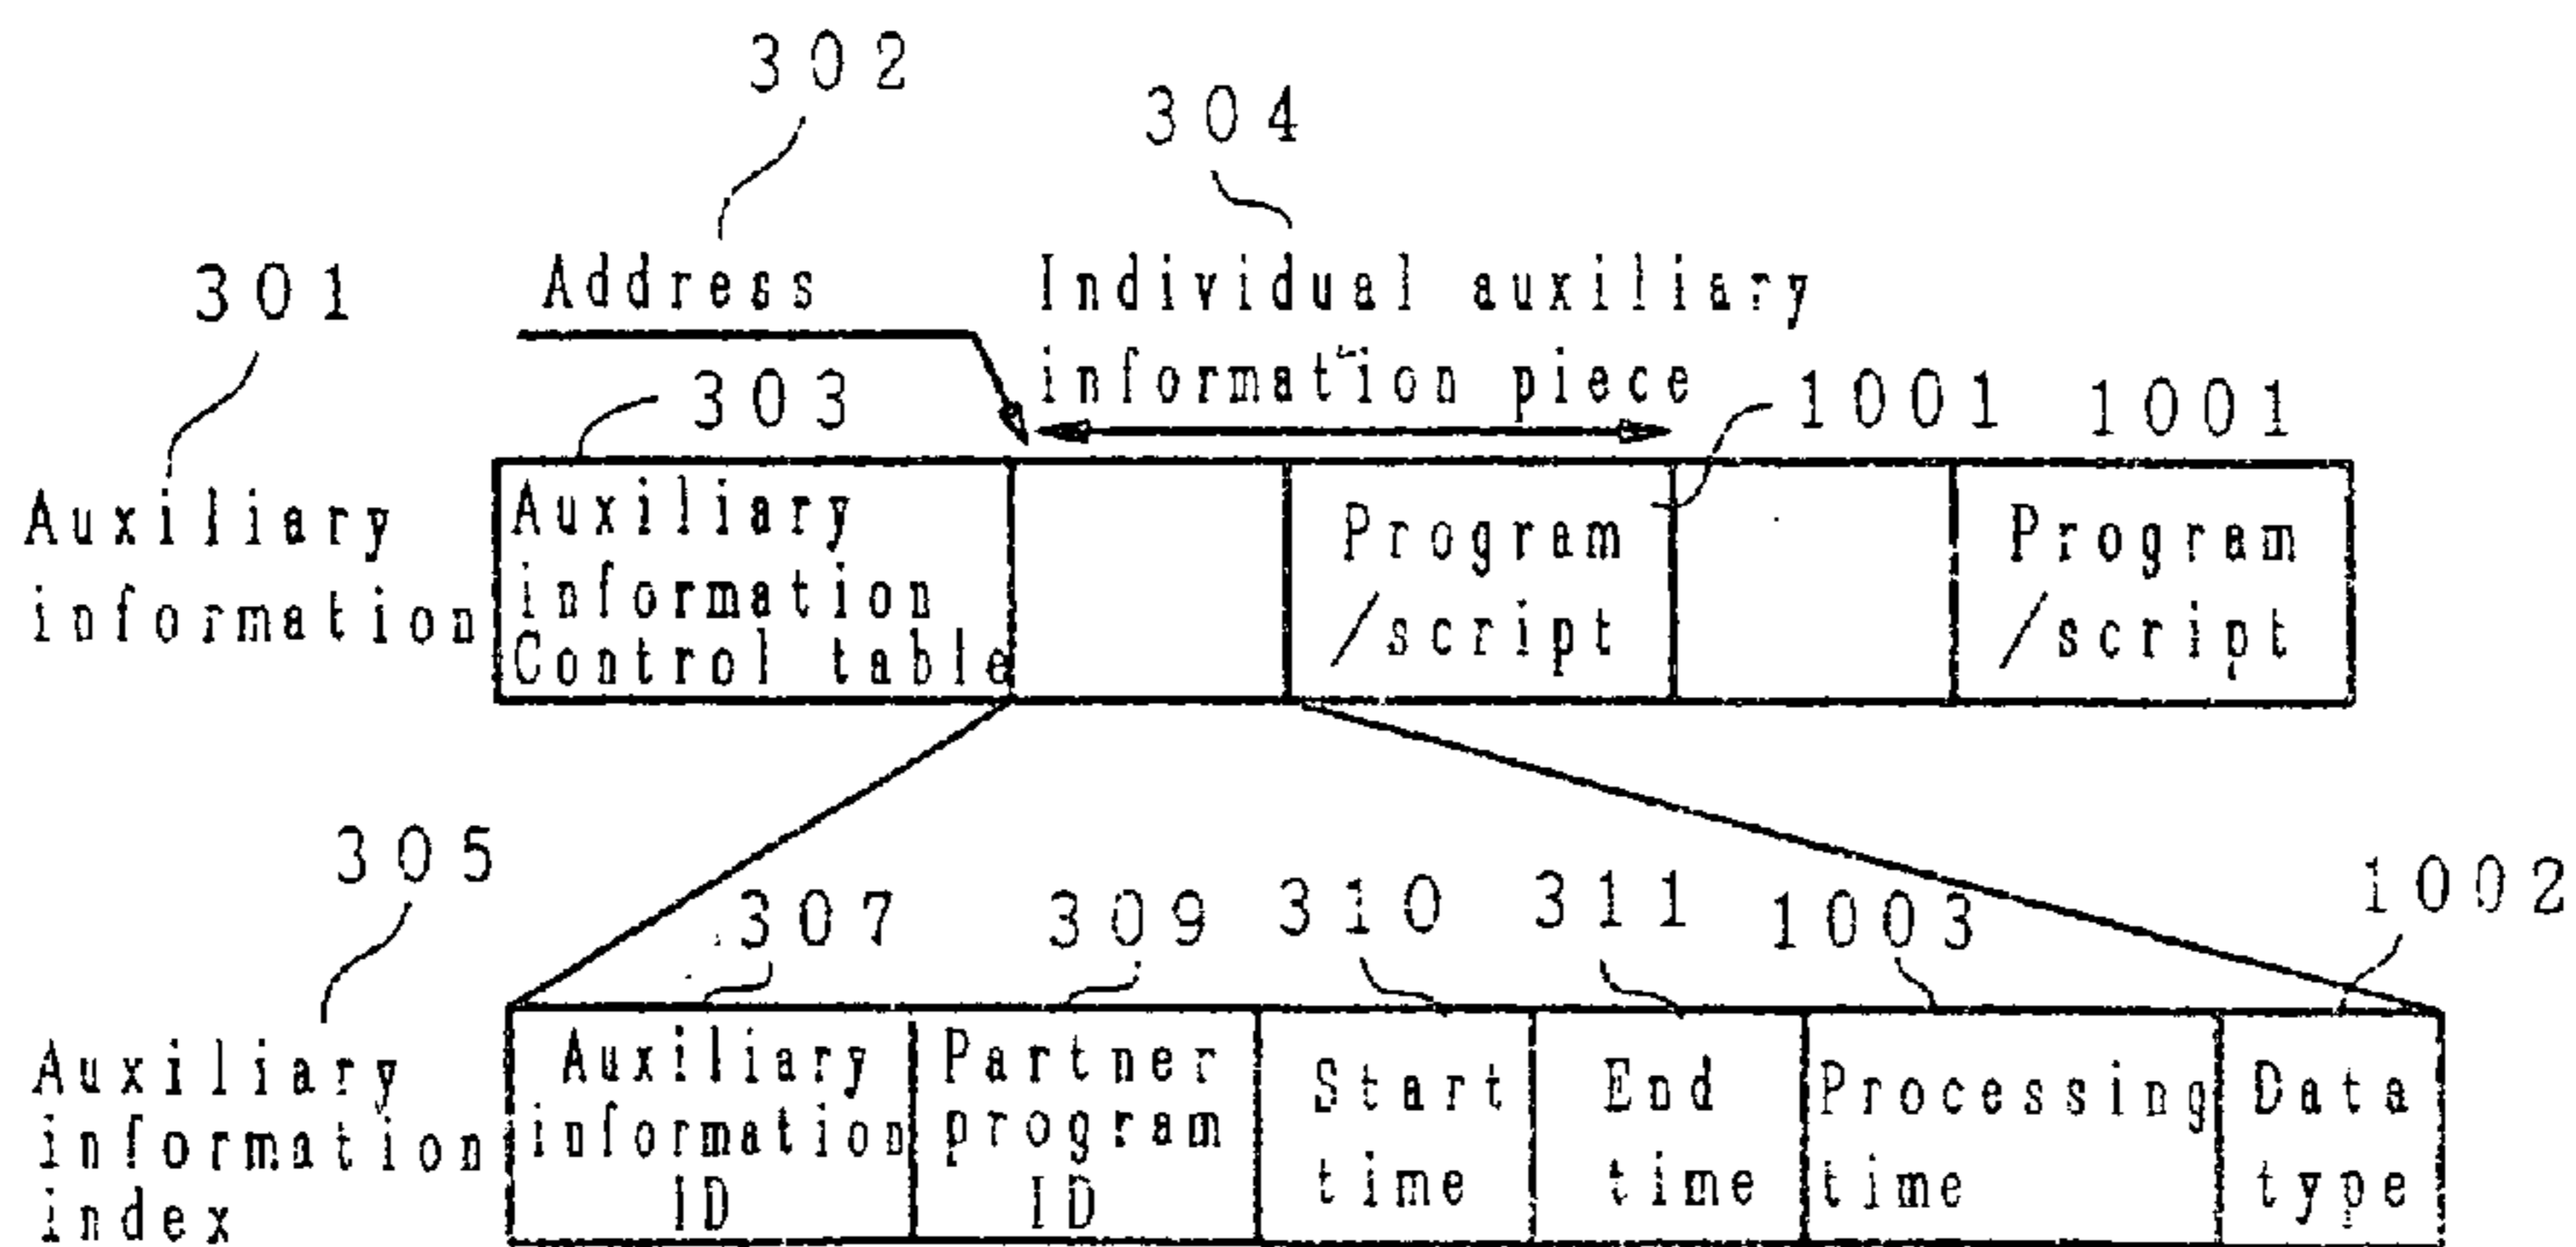 302
304
301
Address
Individual auxiliary
information piece
303
1001
1001
Auxiliary
information
Auxiliary
information
Control table
Program
/script
Program
/script
305
307
309
310
311
1003
1002
Auxiliary
information
index
Auxiliary
information
ID
Partner
program
ID
Start
time
End
time
Processing
time
Data
type